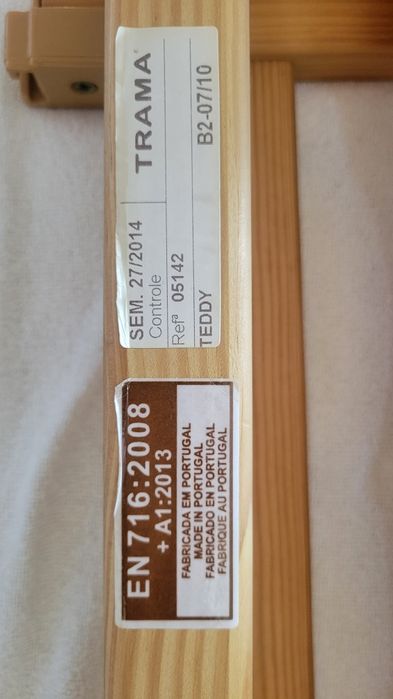 SEM. 27/2014
TRAMA
Controle
Refª 05142
TEDDY
B2-07/10
EN 716:2008
+ A1:2013
FABRICADA EM PORTUGAL
MADE IN PORTUGAL
FABRICADO EN PORTUGAL
FABRIQUE AU PORTUGAL